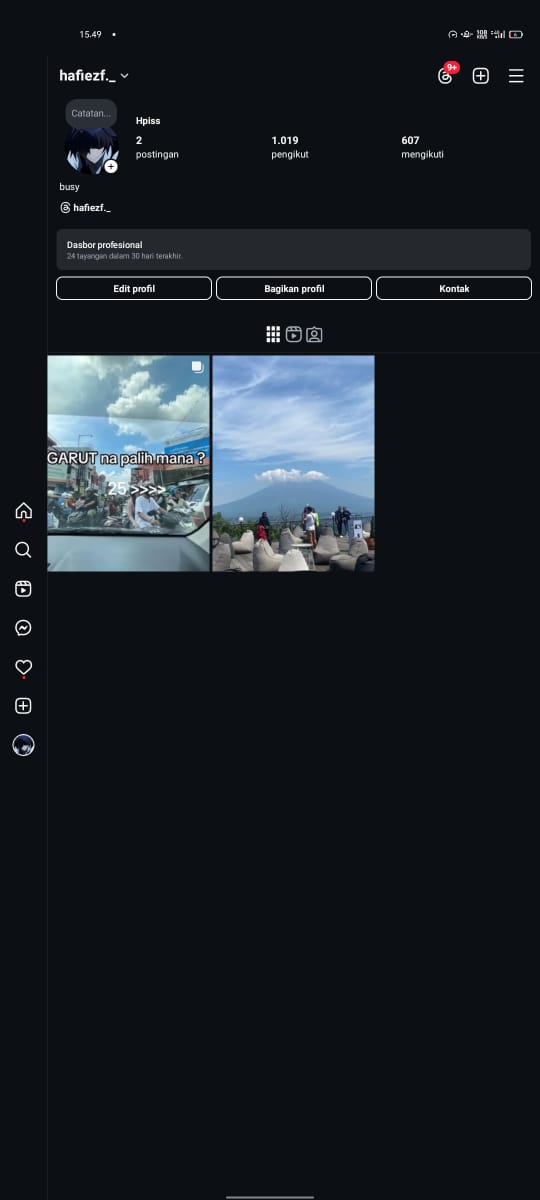 15.49
hafiezf._
9+
Catatan...
Hpiss
2
postingan
1.019
pengikut
607
mengikuti
busy
hafiezf._
Dasbor profesional
24 tayangan dalam 30 hari terakhir.
Edit profil
Bagikan profil
Kontak
GARUT na palih mana ?
25 >>>>